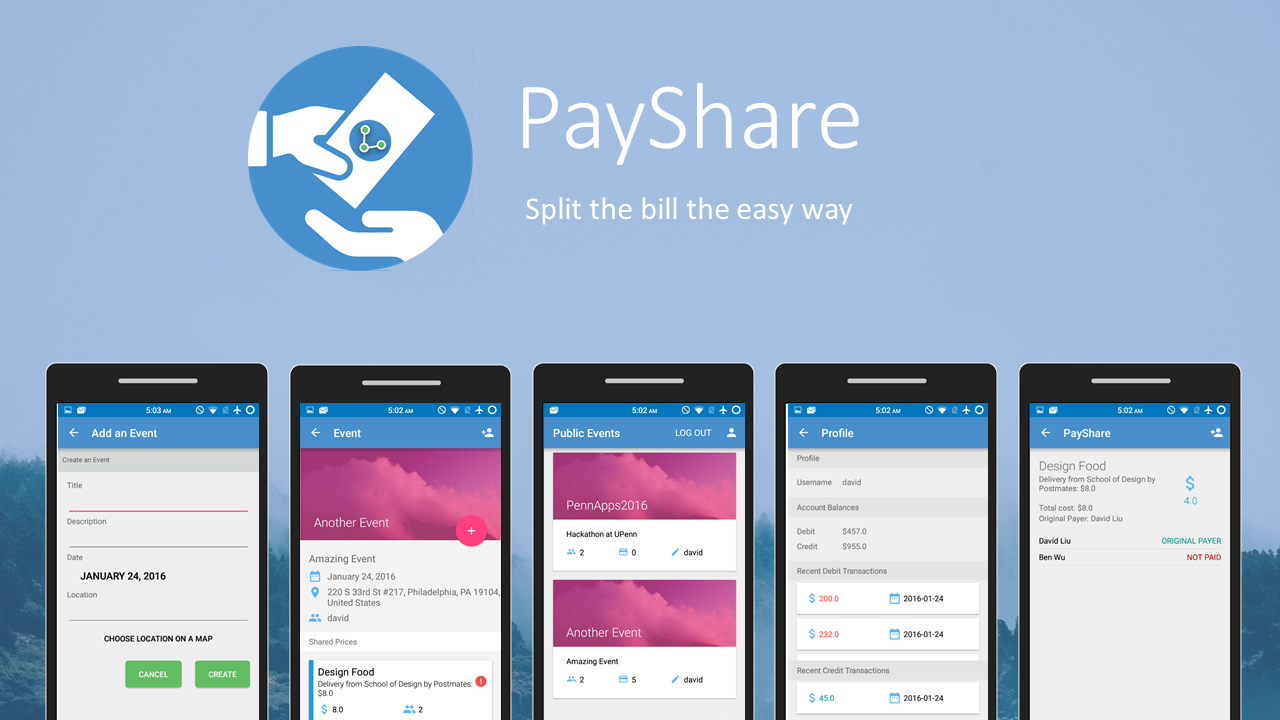 PayShare
Split the bill the easy way
5:03 AM
Add an Event
Create an Event
Title
Description
Date
JANUARY 24, 2016
Location
CHOOSE LOCATION ON A MAP
CANCEL
CREATE
5:02 AM
Event
Another Event
+
Amazing Event
January 24, 2016
220 S 33rd St #217, Philadelphia, PA 19104,
United States
david
Shared Prices
Design Food
Delivery from School of Design by Postmates:
$8.0
$ 8.0
2
5:02 AM
Public Events
LOG OUT
PennApps2016
Hackathon at UPenn
2
0
david
Another Event
Amazing Event
2
5
david
5:02 AM
Profile
Profile
Username david
Account Balances
Debit $457.0
Credit $955.0
Recent Debit Transactions
$ 200.0 2016-01-24
$ 232.0 2016-01-24
Recent Credit Transactions
$ 45.0 2016-01-24
5:02 AM
PayShare
Design Food
Delivery from School of Design by
Postmates: $8.0
$
4.0
Total cost: $8.0
Original Payer: David Liu
David Liu ORIGINAL PAYER
Ben Wu NOT PAID